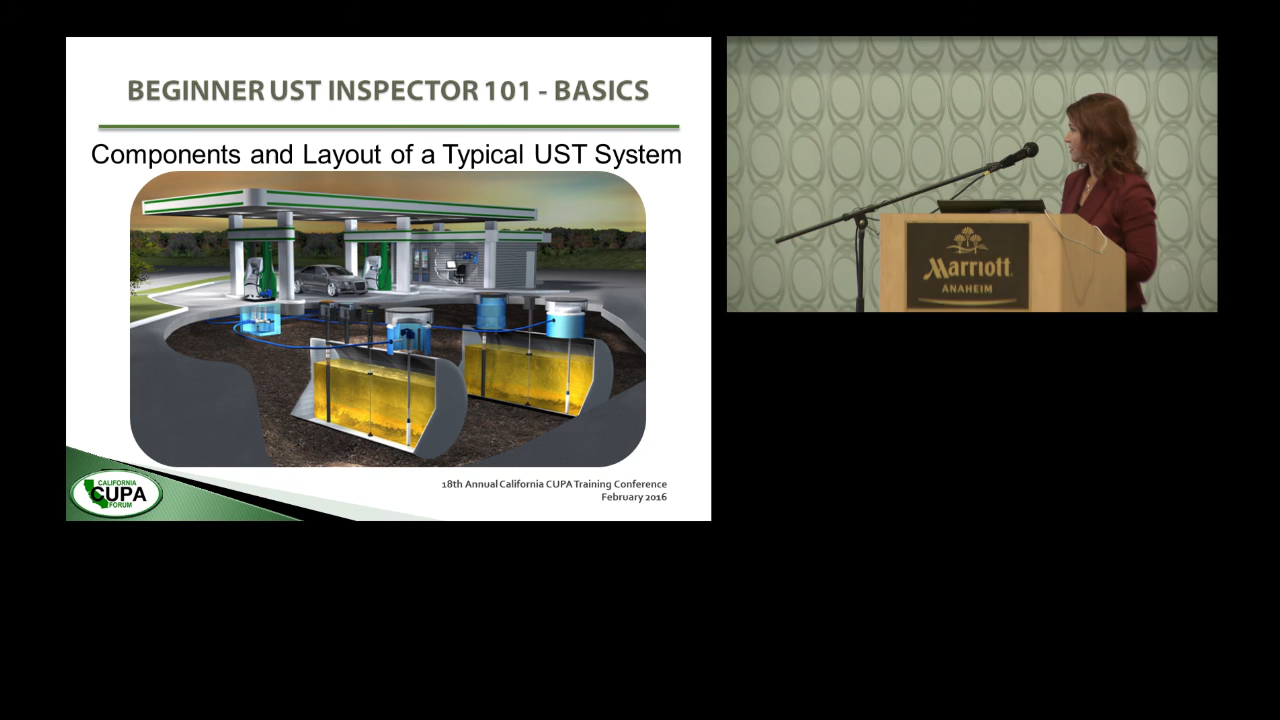 BEGINNER UST INSPECTOR 101 - BASICS
Components and Layout of a Typical UST System
CALIFORNIA
CUPA
FORUM
18th Annual California CUPA Training Conference
February 2016
Marriott
ANAHEIM